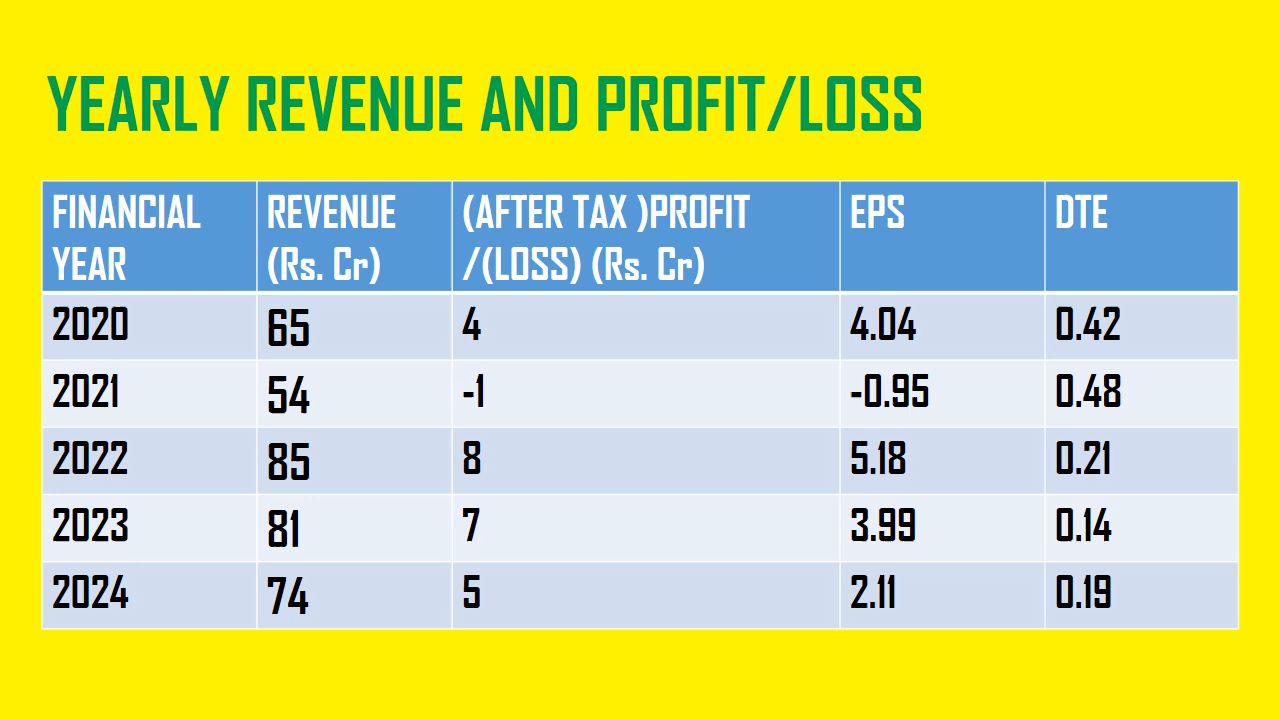 YEARLY REVENUE AND PROFIT/LOSS
FINANCIAL YEAR REVENUE (Rs. Cr) (AFTER TAX )PROFIT /(LOSS) (Rs. Cr) EPS DTE
2020 65 4 4.04 0.42
2021 54 -1 -0.95 0.48
2022 85 8 5.18 0.21
2023 81 7 3.99 0.14
2024 74 5 2.11 0.19